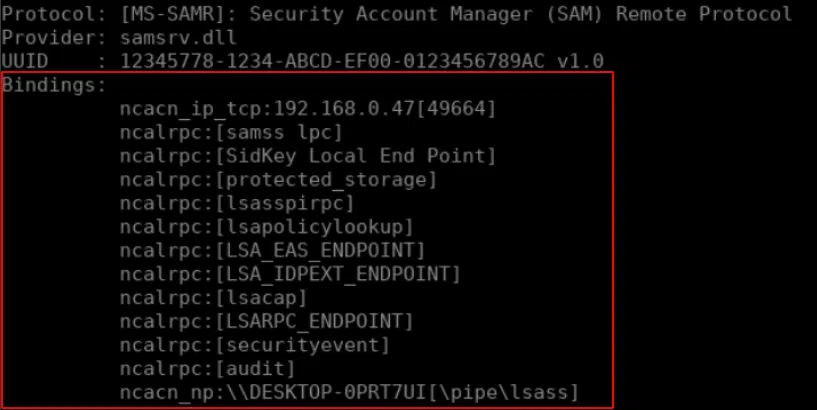 Protocol: [MS-SAMR]: Security Account Manager (SAM) Remote Protocol
Provider: samsrv.dll
UUID    : 12345778-1234-ABCD-EF00-0123456789AC v1.0
Bindings:
          ncacn_ip_tcp:192.168.0.47[49664]
          ncalrpc:[samss lpc]
          ncalrpc:[SidKey Local End Point]
          ncalrpc:[protected_storage]
          ncalrpc:[lsasspirpc]
          ncalrpc:[lsapolicylookup]
          ncalrpc:[LSA_EAS_ENDPOINT]
          ncalrpc:[LSA_IDPEXT_ENDPOINT]
          ncalrpc:[lsacap]
          ncalrpc:[LSARPC_ENDPOINT]
          ncalrpc:[securityevent]
          ncalrpc:[audit]
          ncacn_np:\\DESKTOP-0PRT7UI[\pipe\lsass]